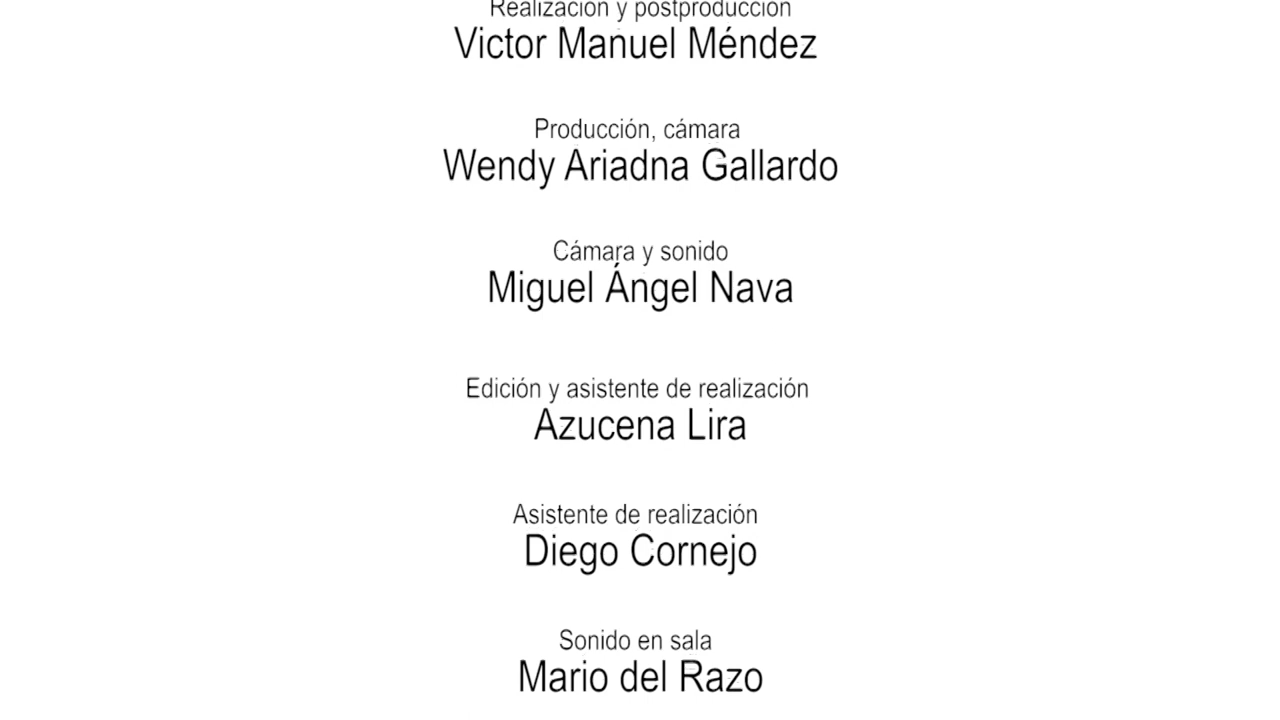 Realización y postproducción
Victor Manuel Méndez
Producción, cámara
Wendy Ariadna Gallardo
Cámara y sonido
Miguel Ángel Nava
Edición y asistente de realización
Azucena Lira
Asistente de realización
Diego Cornejo
Sonido en sala
Mario del Razo